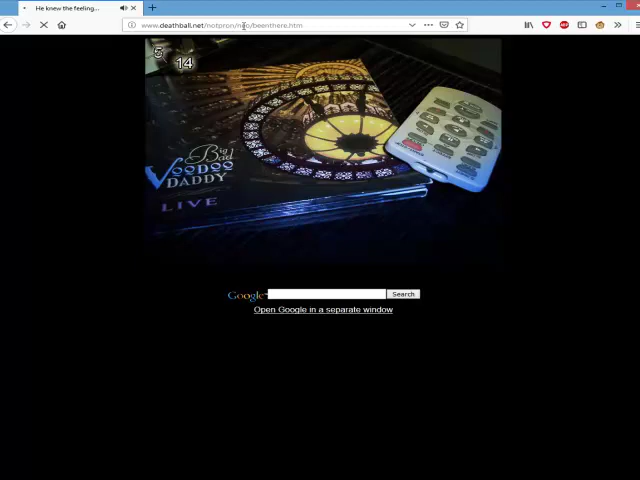 He knew the feeling...
www.deathball.net/notpron/neo/beenthere.htm
5
14
Big
Bad
VOODOO
DADDY
LIVE
Google
Search
Open Google in a separate window